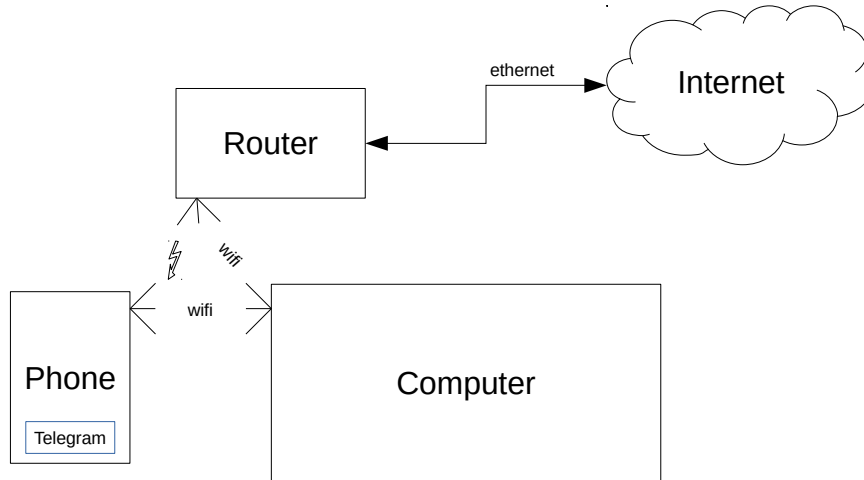 ethernet
Internet
Router
wifi
wifi
Phone
Computer
Telegram